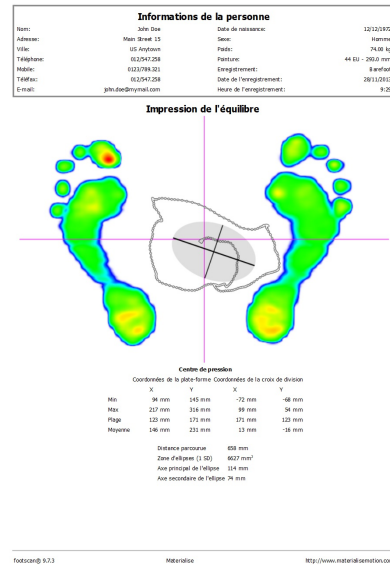 Informations de la personne
Nom: John Doe Date de naissance: 12/12/1972
Adresse: Main Street 15 Sexe: Homme
Ville: US Anytown Poids: 74.00 kg
Téléphone: 012/547.258 Pointure: 44 EU - 293.0 mm
Mobile: 0123/789.321 Enregistrement: Barefoot
Téléfax: 012/547.258 Date de l'enregistrement: 28/11/2013
E-mail: john.doe@mymail.com Heure de l'enregistrement: 9:29
Impression de l'équilibre
Centre de pression
Coordonnées de la plate-forme Coordonnées de la croix de division
X Y X Y
Min 94 mm 145 mm -72 mm -68 mm
Max 217 mm 316 mm 99 mm 54 mm
Plage 123 mm 171 mm 171 mm 123 mm
Moyenne 146 mm 231 mm 13 mm -16 mm
Distance parcourue 658 mm
Zone d'ellipses (1 SD) 6627 mm²
Axe principal de l'ellipse 114 mm
Axe secondaire de l'ellipse 74 mm
footscan® 9.7.3 Materialise http://www.materialisemotion.com